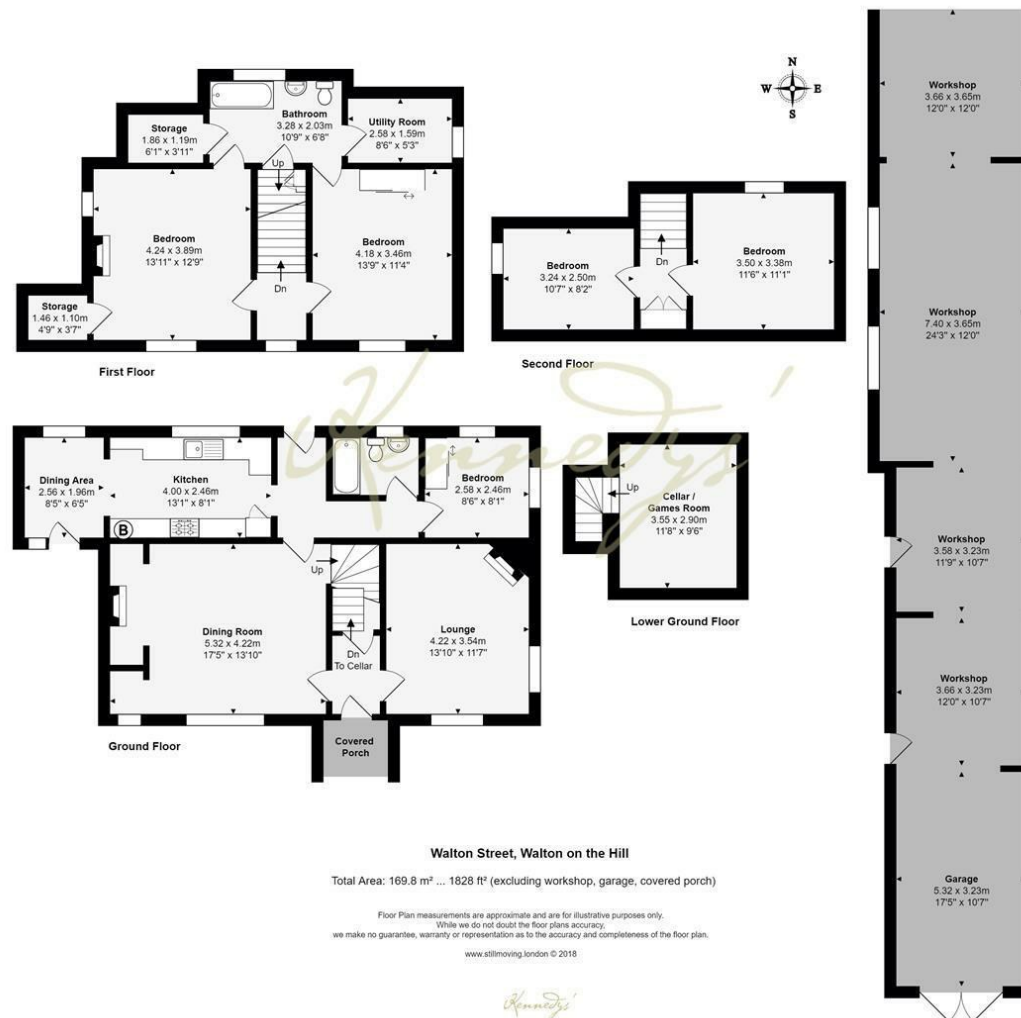 N
W E
S
Storage
1.86 x 1.19m
6'1" x 3'11"
Bathroom
3.28 x 2.03m
10'9" x 6'8"
Utility Room
2.58 x 1.59m
8'6" x 5'3"
Up
Bedroom
4.24 x 3.89m
13'11" x 12'9"
Bedroom
4.18 x 3.46m
13'9" x 11'4"
Dn
Storage
1.46 x 1.10m
4'9" x 3'7"
First Floor
Bedroom
3.24 x 2.50m
10'7" x 8'2"
Dn
Bedroom
3.50 x 3.38m
11'6" x 11'1"
Second Floor
Kennedys'
Dining Area
2.56 x 1.96m
8'5" x 6'5"
Kitchen
4.00 x 2.46m
13'1" x 8'1"
B
Bedroom
2.58 x 2.46m
8'6" x 8'1"
Up
Dining Room
5.32 x 4.22m
17'5" x 13'10"
Dn
To Cellar
Lounge
4.22 x 3.54m
13'10" x 11'7"
Covered
Porch
Ground Floor
Up
Cellar /
Games Room
3.55 x 2.90m
11'8" x 9'6"
Lower Ground Floor
Workshop
3.66 x 3.65m
12'0" x 12'0"
Workshop
7.40 x 3.65m
24'3" x 12'0"
Workshop
3.58 x 3.23m
11'9" x 10'7"
Workshop
3.66 x 3.23m
12'0" x 10'7"
Garage
5.32 x 3.23m
17'5" x 10'7"
Walton Street, Walton on the Hill
Total Area: 169.8 m² ... 1828 ft² (excluding workshop, garage, covered porch)
Floor Plan measurements are approximate and are for illustrative purposes only.
While we do not doubt the floor plans accuracy,
we make no guarantee, warranty or representation as to the accuracy and completeness of the floor plan.
www.stillmoving.london © 2018
Kennedys'